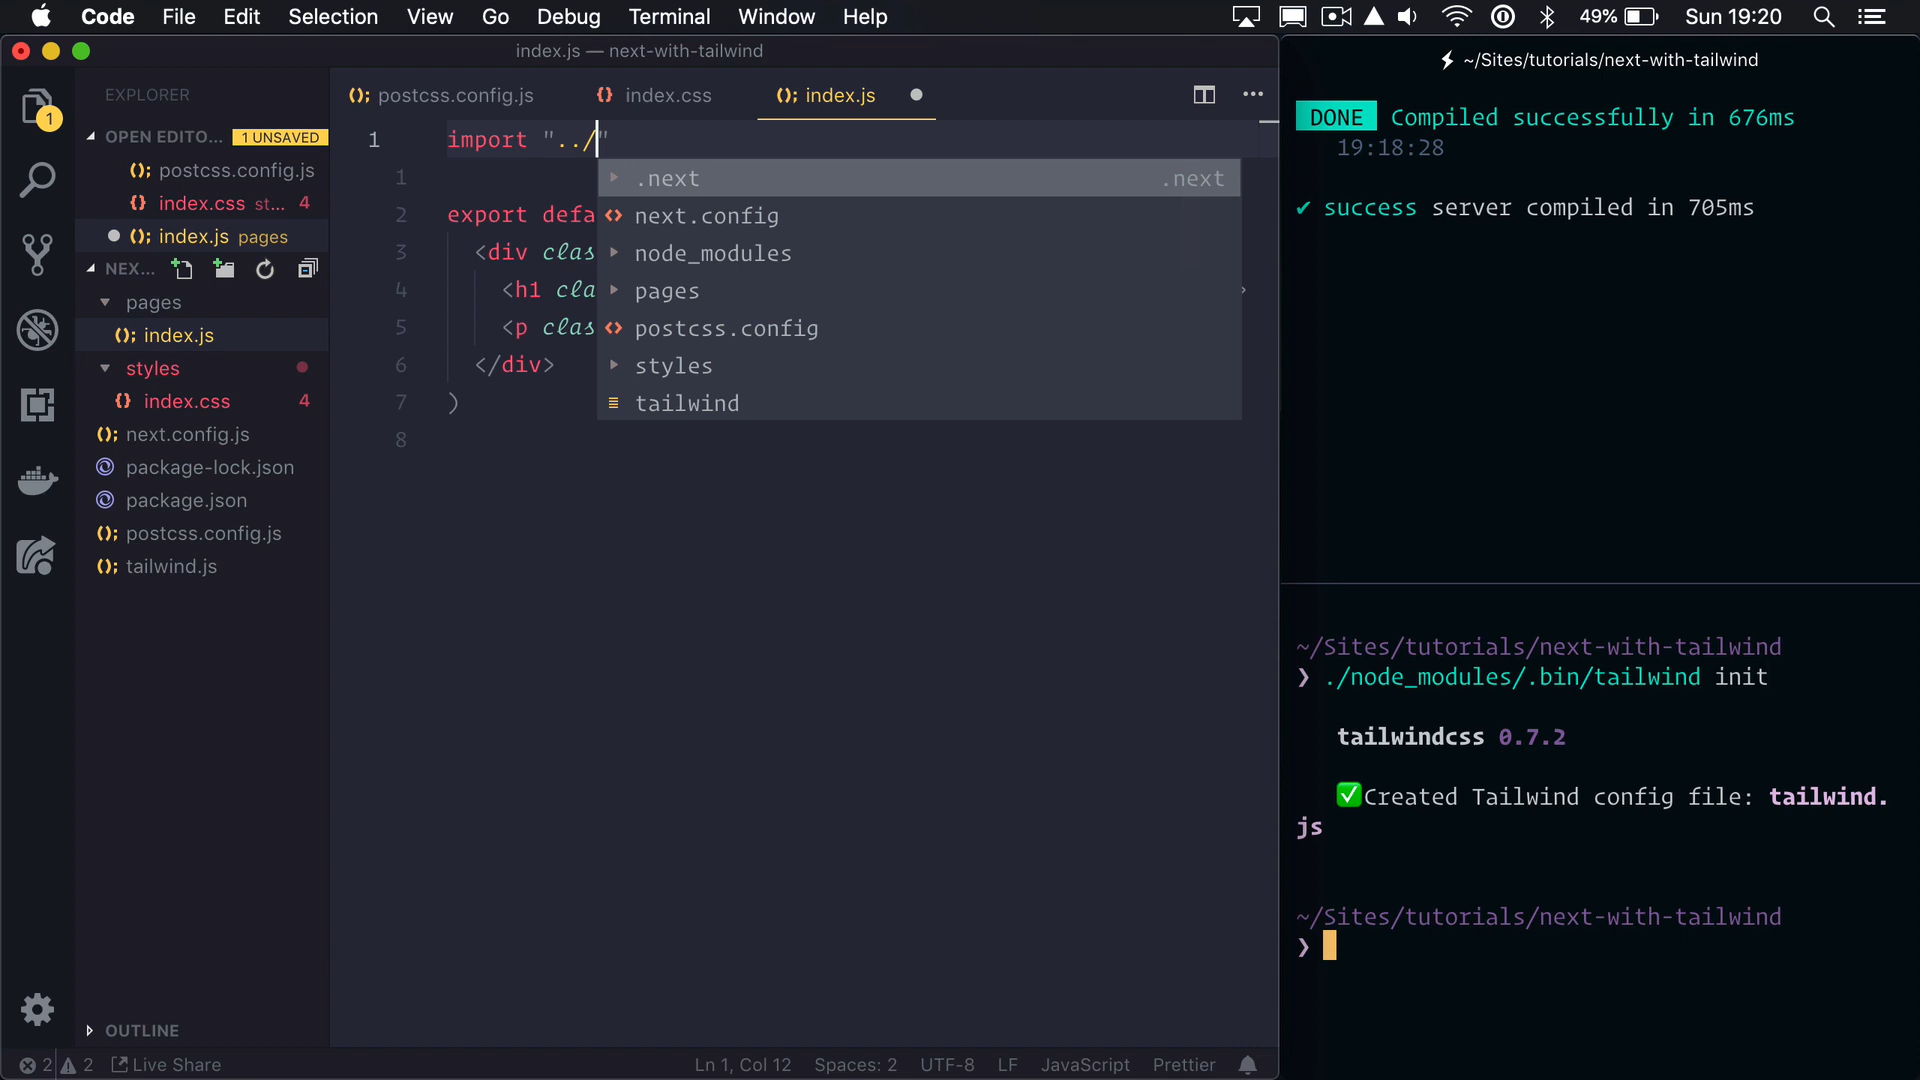 Code File Edit Selection View Go Debug Terminal Window Help 49% Sun 19:20
index.js — next-with-tailwind
EXPLORER
OPEN EDITO... 1 UNSAVED
postcss.config.js
index.css st... 4
index.js pages
NEX...
pages
index.js
styles
index.css 4
next.config.js
package-lock.json
package.json
postcss.config.js
tailwind.js
OUTLINE
1
postcss.config.js index.css index.js
1 import "../"
1
2 export defa
3 <div clas
4 <h1 cla
5 <p clas
6 </div>
7 )
8
.next .next
next.config
node_modules
pages
postcss.config
styles
tailwind
2 2 Live Share Ln 1, Col 12 Spaces: 2 UTF-8 LF JavaScript Prettier
~/Sites/tutorials/next-with-tailwind
DONE Compiled successfully in 676ms
19:18:28
✔ success server compiled in 705ms
~/Sites/tutorials/next-with-tailwind
❯ ./node_modules/.bin/tailwind init
tailwindcss 0.7.2
✅Created Tailwind config file: tailwind.
js
~/Sites/tutorials/next-with-tailwind
❯